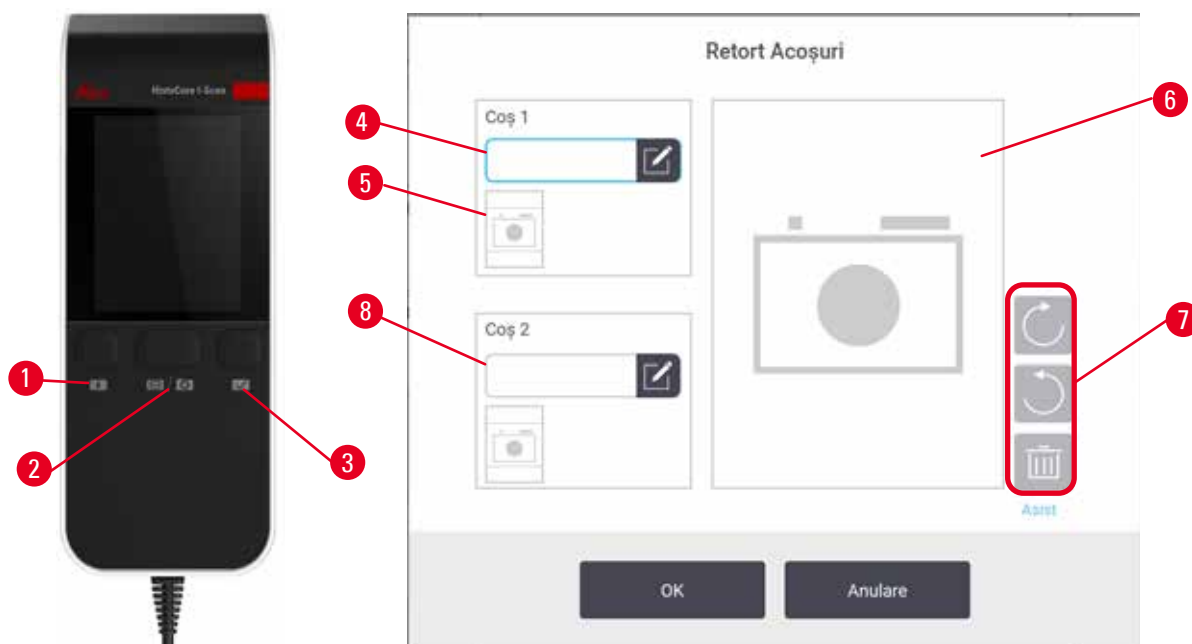 HistoCore I-Scan
1
2
3
Retort Acoșuri
4
Coș 1
5
6
7
8
Coș 2
Asist
OK
Anulare